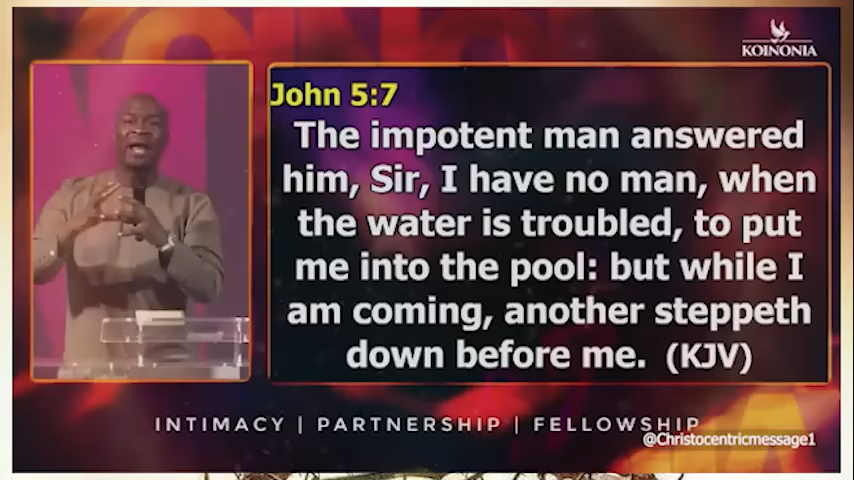 KOINONIA
John 5:7
The impotent man answered
him, Sir, I have no man, when
the water is troubled, to put
me into the pool: but while I
am coming, another steppeth
down before me. (KJV)
INTIMACY | PARTNERSHIP | FELLOWSHIP
@Christocentricmessage1